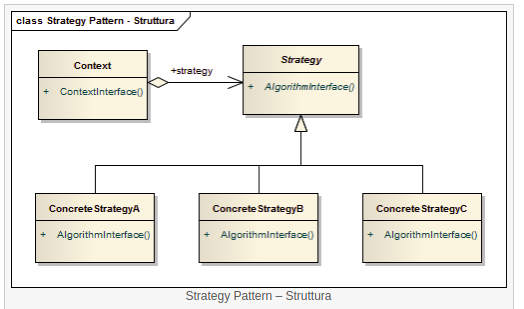 class Strategy Pattern - Struttura
Context
+ ContextInterface()
+strategy
Strategy
+ AlgorithmInterface()
ConcreteStrategyA
+ AlgorithmInterface()
ConcreteStrategyB
+ AlgorithmInterface()
ConcreteStrategyC
+ AlgorithmInterface()
Strategy Pattern – Struttura